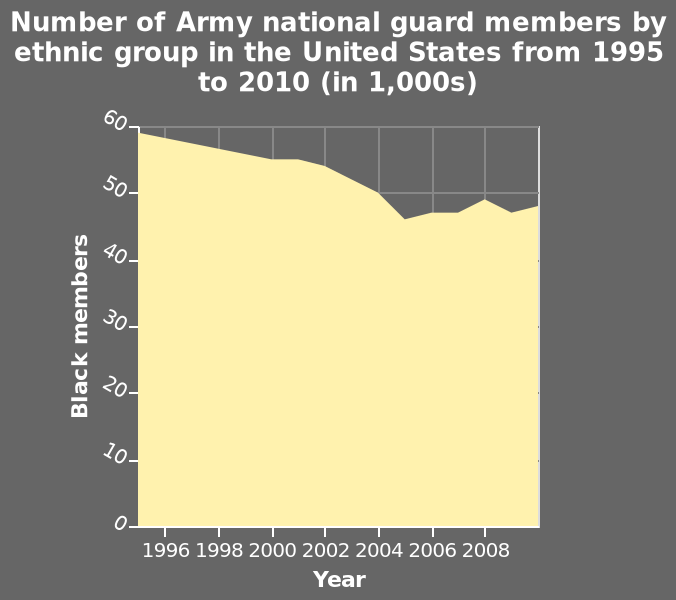 Number of Army national guard members by
ethnic group in the United States from 1995
to 2010 (in 1,000s)
60
50
40
30
20
10
0
Black members
1996 1998 2000 2002 2004 2006 2008
Year